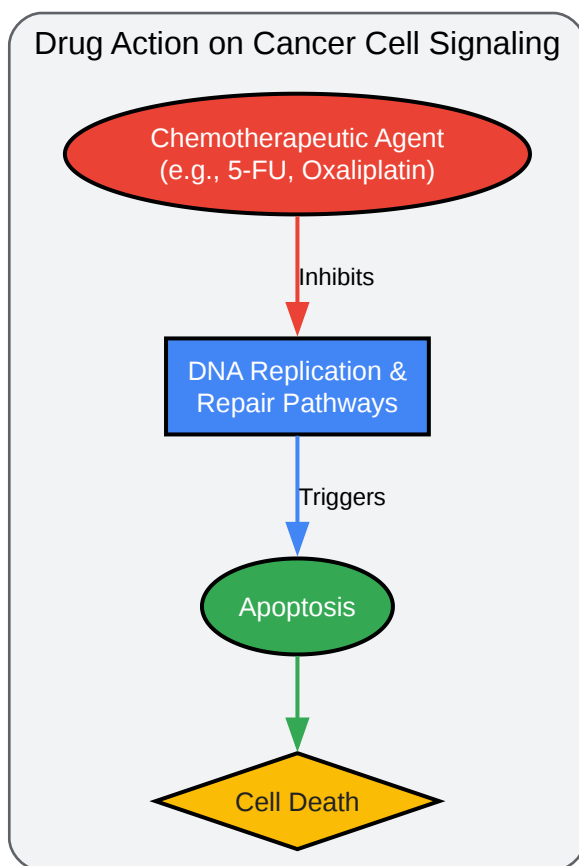 Drug Action on Cancer Cell Signaling
Chemotherapeutic Agent
(e.g., 5-FU, Oxaliplatin)
Inhibits
DNA Replication &
Repair Pathways
Triggers
Apoptosis
Cell Death